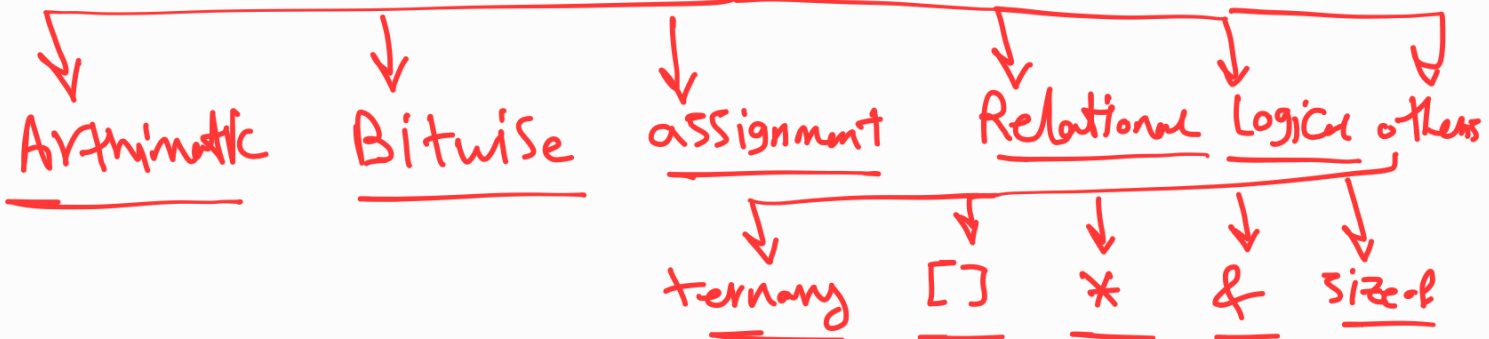 Arthimatic Bitwise assignment Relational Logical others
ternary [] * & sizeof